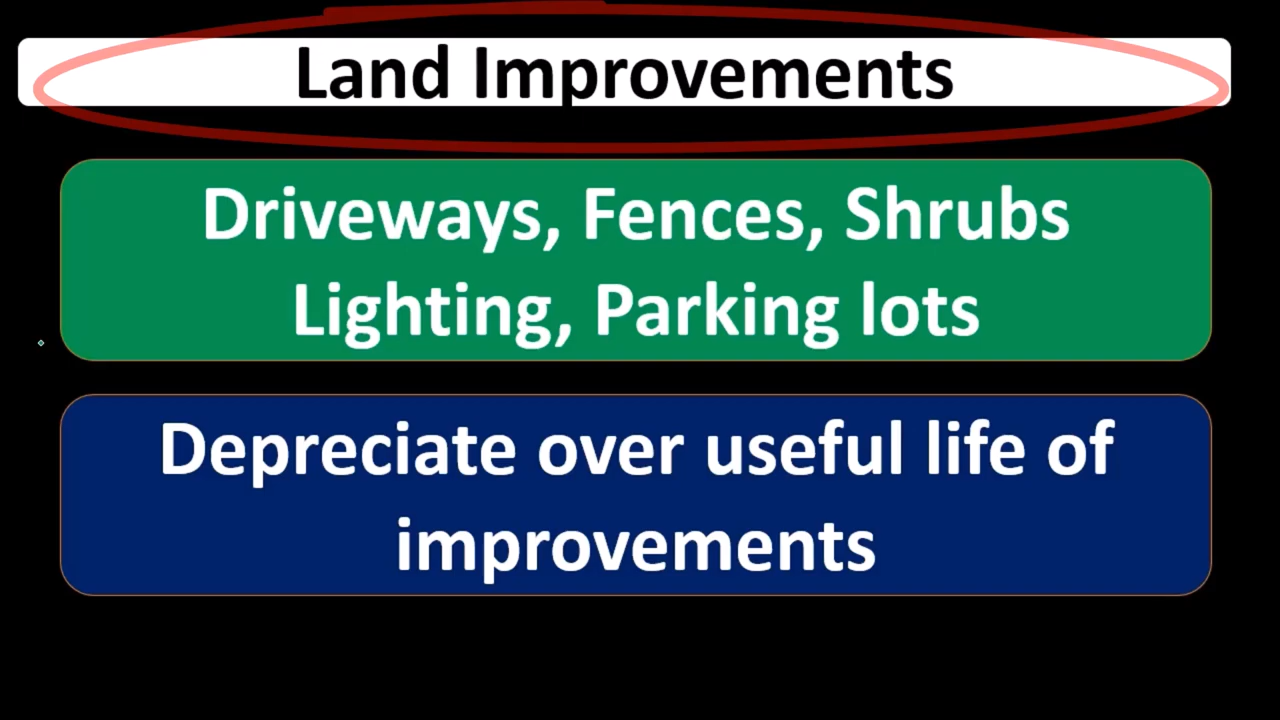 Land Improvements
Driveways, Fences, Shrubs
Lighting, Parking lots
Depreciate over useful life of
improvements